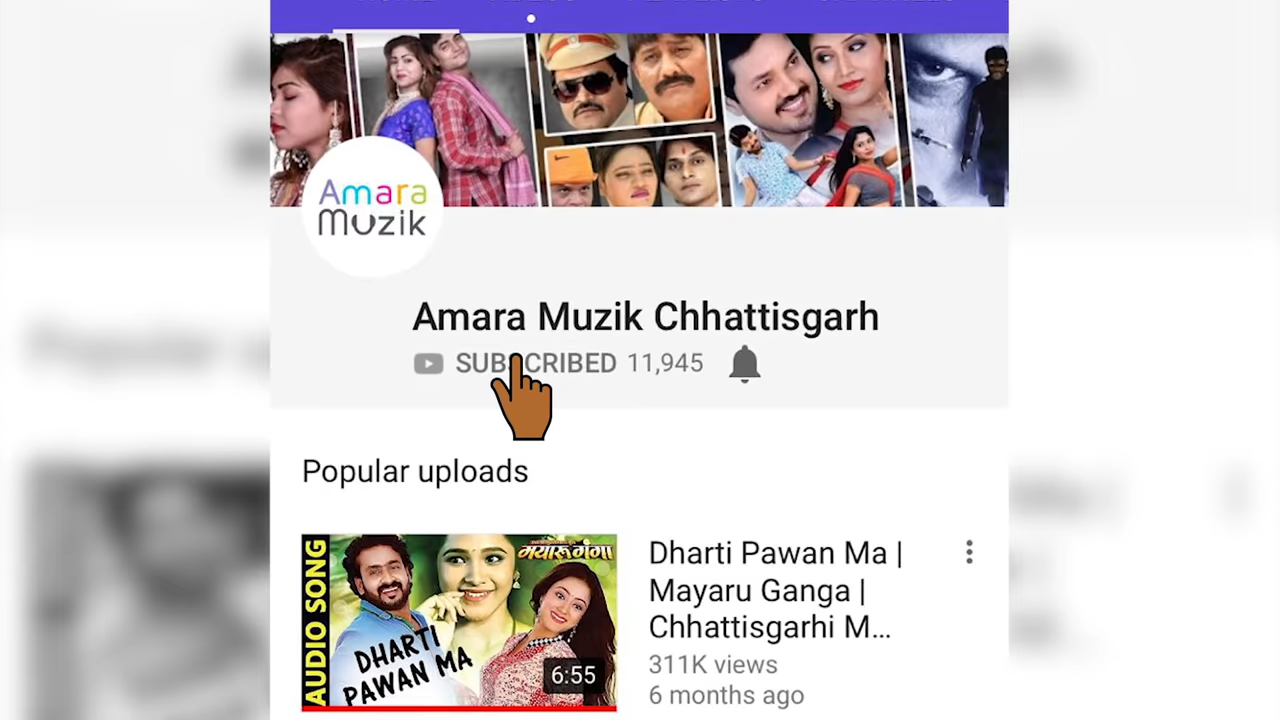 Amara
Muzik
Amara Muzik Chhattisgarh
SUBSCRIBED 11,945
Popular uploads
AUDIO SONG
मयारू गंगा
DHARTI
PAWAN MA
6:55
Dharti Pawan Ma |
Mayaru Ganga |
Chhattisgarhi M...
311K views
6 months ago